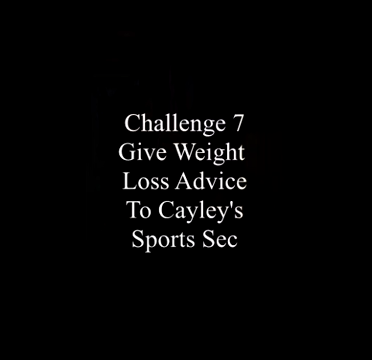 Challenge 7
Give Weight
Loss Advice
To Cayley's
Sports Sec